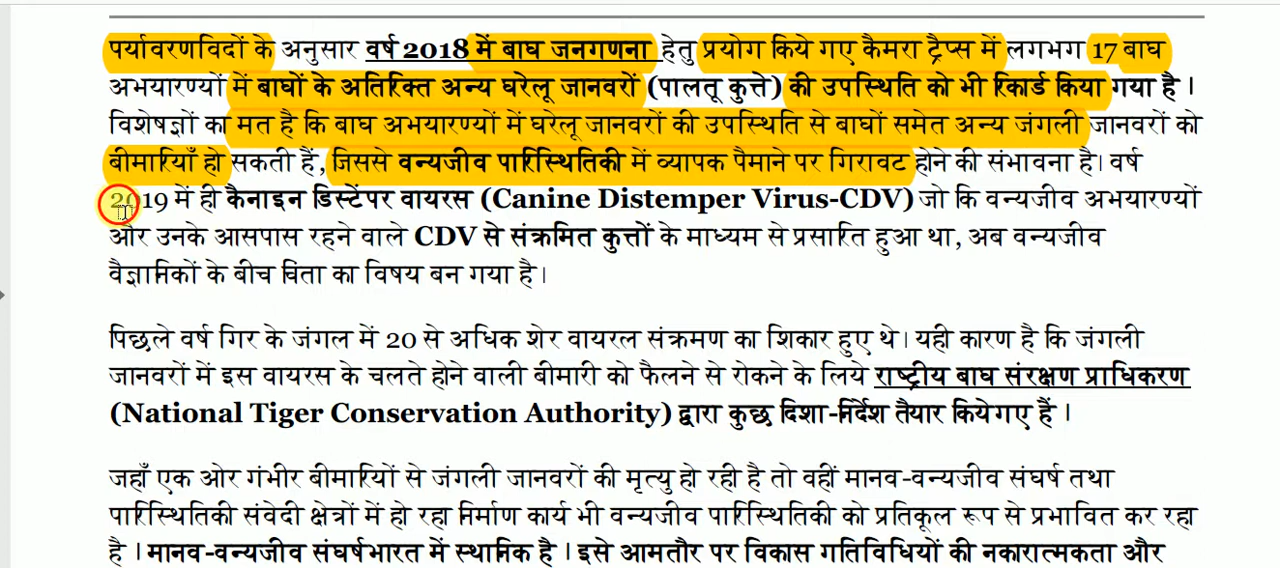 पर्यावरणविदों के अनुसार वर्ष 2018 में बाघ जनगणना हेतु प्रयोग किये गए कैमरा ट्रैप्स में लगभग 17 बाघ
अभयारण्यों में बाघों के अतिरिक्त अन्य घरेलू जानवरों (पालतू कुत्ते) की उपस्थिति को भी रिकार्ड किया गया है।
विशेषज्ञों का मत है कि बाघ अभयारण्यों में घरेलू जानवरों की उपस्थिति से बाघों समेत अन्य जंगली जानवरों को
बीमारियाँ हो सकती हैं, जिससे वन्यजीव पारिस्थितिकी में व्यापक पैमाने पर गिरावट होने की संभावना है। वर्ष
2019 में ही कैनाइन डिस्टेंपर वायरस (Canine Distemper Virus-CDV) जो कि वन्यजीव अभयारण्यों
और उनके आसपास रहने वाले CDV से संक्रमित कुत्तों के माध्यम से प्रसारित हुआ था, अब वन्यजीव
वैज्ञानिकों के बीच चिंता का विषय बन गया है।
पिछले वर्ष गिर के जंगल में 20 से अधिक शेर वायरल संक्रमण का शिकार हुए थे। यही कारण है कि जंगली
जानवरों में इस वायरस के चलते होने वाली बीमारी को फैलने से रोकने के लिये राष्ट्रीय बाघ संरक्षण प्राधिकरण
(National Tiger Conservation Authority) द्वारा कुछ दिशा-निर्देश तैयार किये गए हैं।
जहाँ एक ओर गंभीर बीमारियों से जंगली जानवरों की मृत्यु हो रही है तो वहीं मानव-वन्यजीव संघर्ष तथा
पारिस्थितिकी संवेदी क्षेत्रों में हो रहा निर्माण कार्य भी वन्यजीव पारिस्थितिकी को प्रतिकूल रूप से प्रभावित कर रहा
है। मानव-वन्यजीव संघर्ष भारत में स्थानिक है। इसे आमतौर पर विकास गतिविधियों की नकारात्मकता और